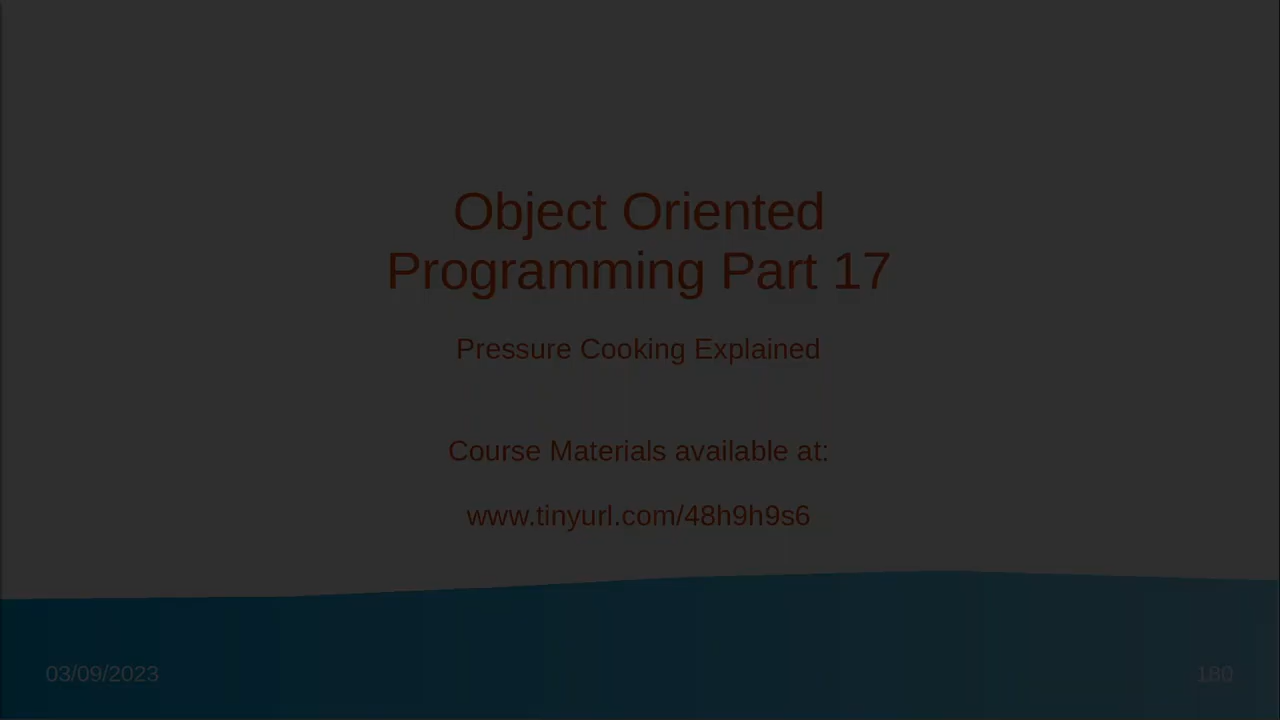 Object Oriented
Programming Part 17
Pressure Cooking Explained
Course Materials available at:
www.tinyurl.com/48h9h9s6
03/09/2023
180